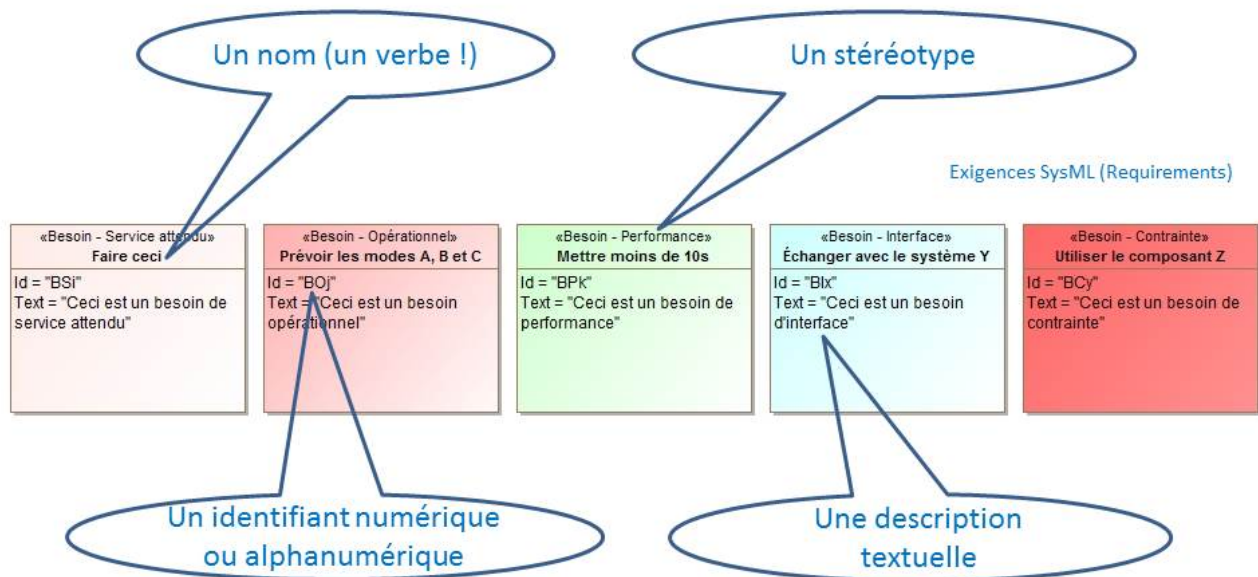 Un nom (un verbe !)
Un stéréotype
Exigences SysML (Requirements)
«Besoin - Service attendu»
Faire ceci
Id = "BSi"
Text = "Ceci est un besoin de
service attendu"
«Besoin - Opérationnel»
Prévoir les modes A, B et C
Id = "BOj"
Text = "Ceci est un besoin
opérationnel"
«Besoin - Performance»
Mettre moins de 10s
Id = "BPk"
Text = "Ceci est un besoin de
performance"
«Besoin - Interface»
Échanger avec le système Y
Id = "BIx"
Text = "Ceci est un besoin
d'interface"
«Besoin - Contrainte»
Utiliser le composant Z
Id = "BCy"
Text = "Ceci est un besoin de
contrainte"
Un identifiant numérique
ou alphanumérique
Une description
textuelle